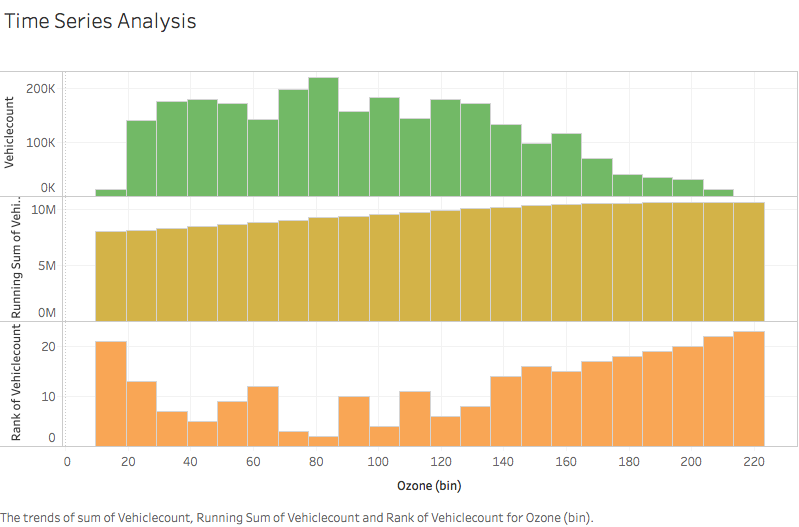 Time Series Analysis
Vehiclecount
200K
100K
0K
Running Sum of Vehi..
10M
5M
0M
Rank of Vehiclecount
20
10
0
0 20 40 60 80 100 120 140 160 180 200 220
Ozone (bin)
The trends of sum of Vehiclecount, Running Sum of Vehiclecount and Rank of Vehiclecount for Ozone (bin).